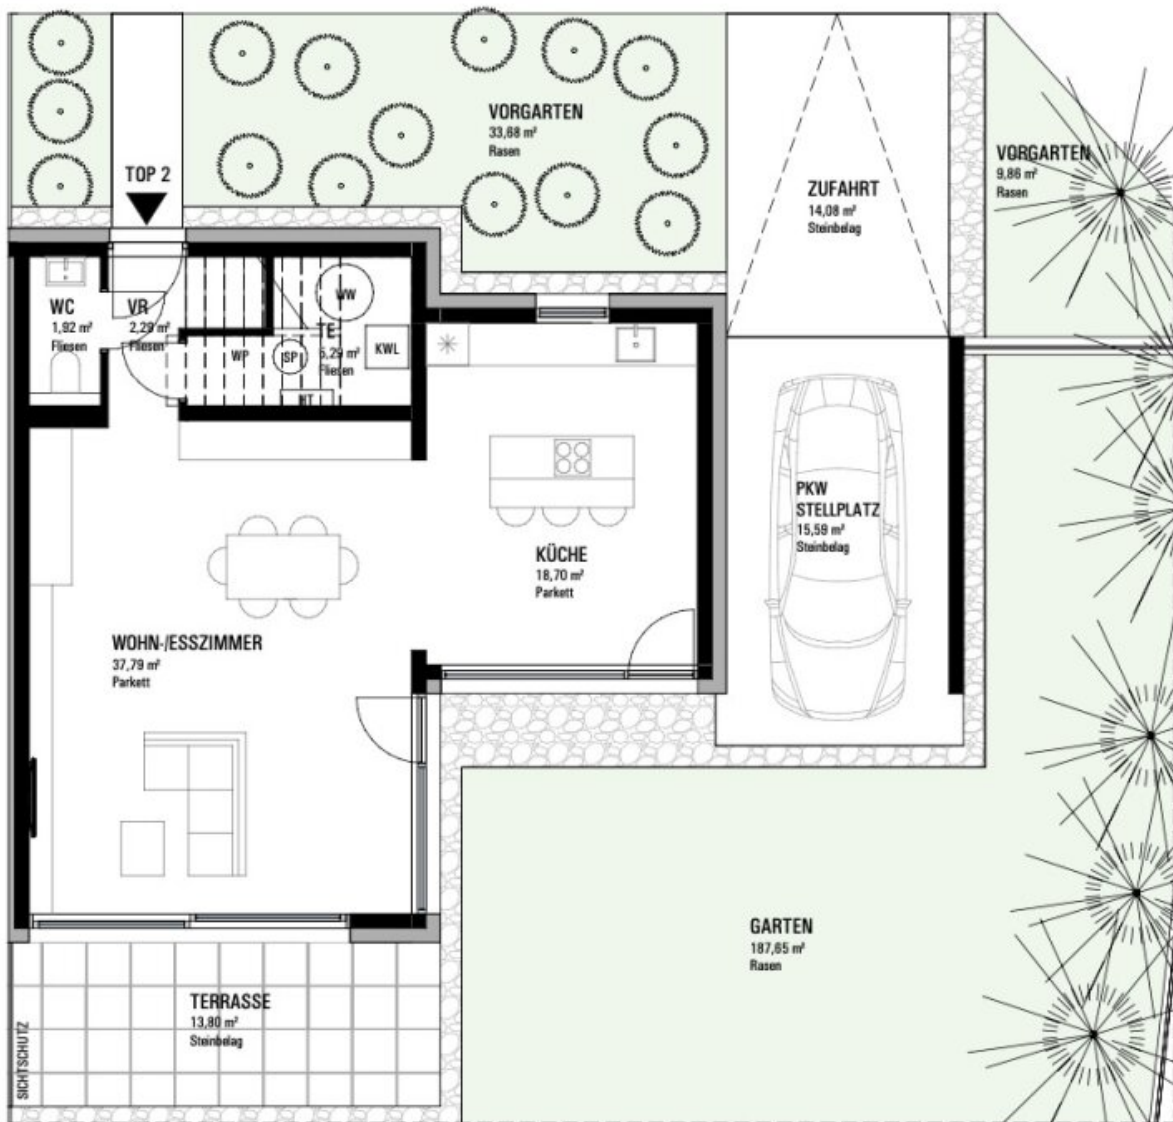 VORGARTEN
33,68 m²
Rasen
TOP 2
VORGARTEN
9,86 m²
Rasen
ZUFAHRT
14,08 m²
Steinbelag
WC
1,92 m²
Fliesen
VR
2,29 m²
Fliesen
WW
TE
5,29 m²
Fliesen
WP
SP
KWL
HT
PKW
STELLPLATZ
15,59 m²
Steinbelag
KÜCHE
18,70 m²
Parkett
WOHN-/ESSZIMMER
37,79 m²
Parkett
GARTEN
187,65 m²
Rasen
TERRASSE
13,80 m²
Steinbelag
SICHTSCHUTZ